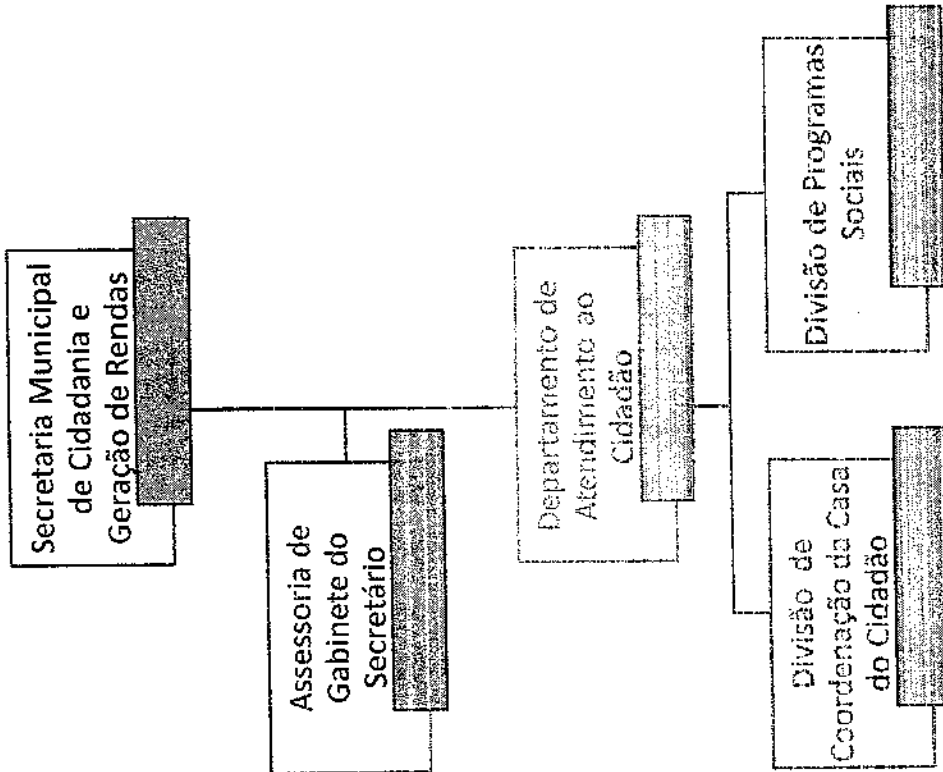 Secretaria Municipal
de Cidadania e
Geração de Rendas
Assessoria de
Gabinete do
Secretário
Departamento de
Atendimento ao
Cidadão
Divisão de
Coordenação da Casa
do Cidadão
Divisão de Programas
Sociais